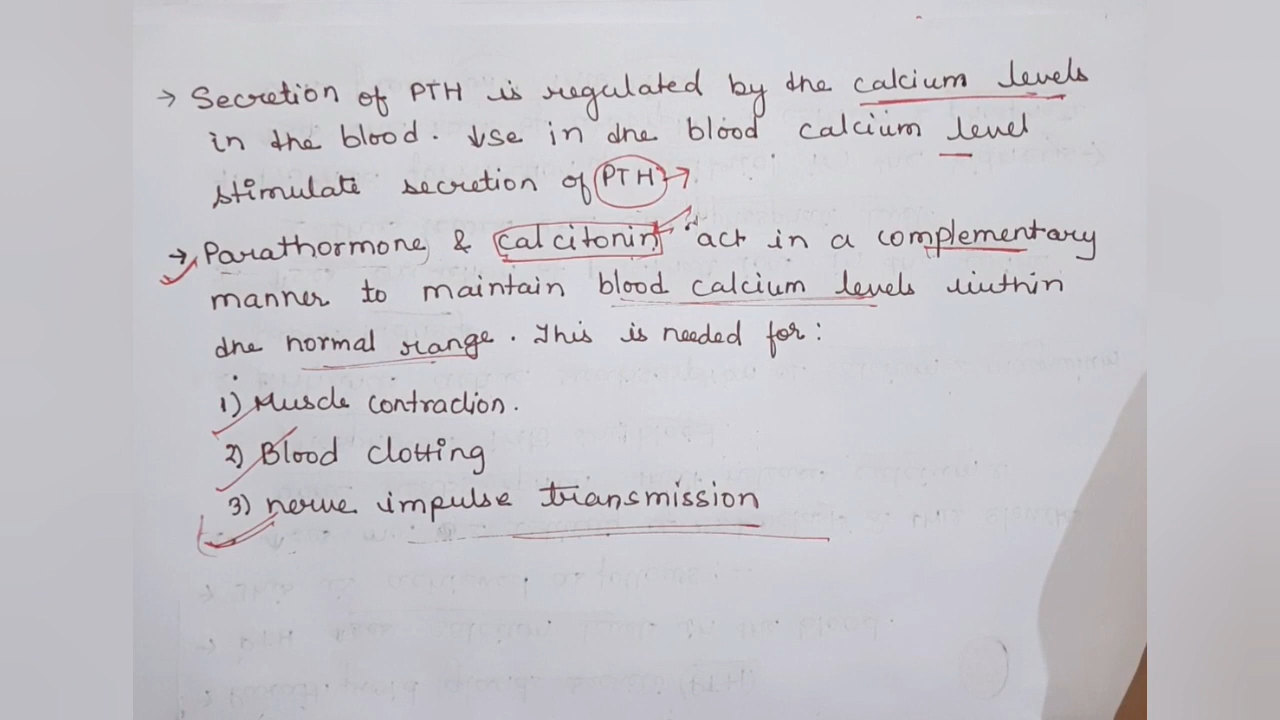 → Secretion of PTH is regulated by the calcium levels
in the blood. ↓se in the blood calcium level
stimulate secretion of PTH →
→ Parathormone & calcitonin act in a complementary
manner to maintain blood calcium levels within
the normal range. This is needed for:
1) Muscle contraction.
2) Blood clotting
3) nerve impulse transmission